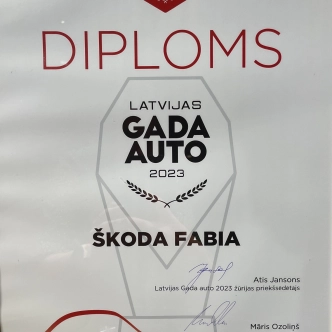 DIPLOMS
LATVIJAS
GADA
AUTO
2023
ŠKODA FABIA
Atis Jansons
Latvijas Gada auto 2023 žūrijas priekšsēdētājs
Māris Ozoliņš